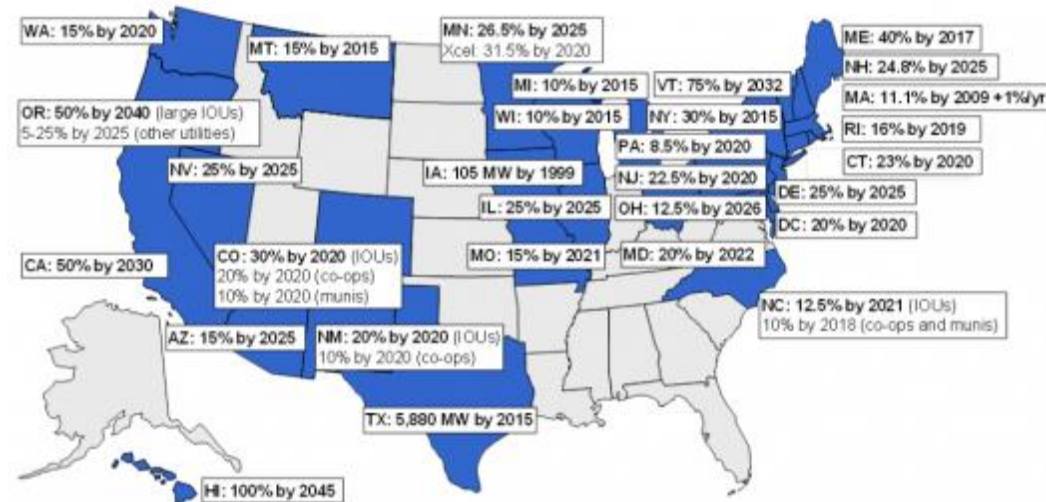 WA: 15% by 2020
MT: 15% by 2015
MN: 26.5% by 2025
Xcel: 31.5% by 2020
ME: 40% by 2017
NH: 24.8% by 2025
MI: 10% by 2015
VT: 75% by 2032
MA: 11.1% by 2009 +1%/yr
OR: 50% by 2040 (large IOUs)
5-25% by 2025 (other utilities)
WI: 10% by 2015
NY: 30% by 2015
RI: 16% by 2019
PA: 8.5% by 2020
CT: 23% by 2020
NV: 25% by 2025
IA: 105 MW by 1999
NJ: 22.5% by 2020
DE: 25% by 2025
IL: 25% by 2025
OH: 12.5% by 2026
DC: 20% by 2020
CA: 50% by 2030
CO: 30% by 2020 (IOUs)
20% by 2020 (co-ops)
10% by 2020 (munis)
MO: 15% by 2021
MD: 20% by 2022
NC: 12.5% by 2021 (IOUs)
10% by 2018 (co-ops and munis)
AZ: 15% by 2025
NM: 20% by 2020 (IOUs)
10% by 2020 (co-ops)
TX: 5,880 MW by 2015
HI: 100% by 2045